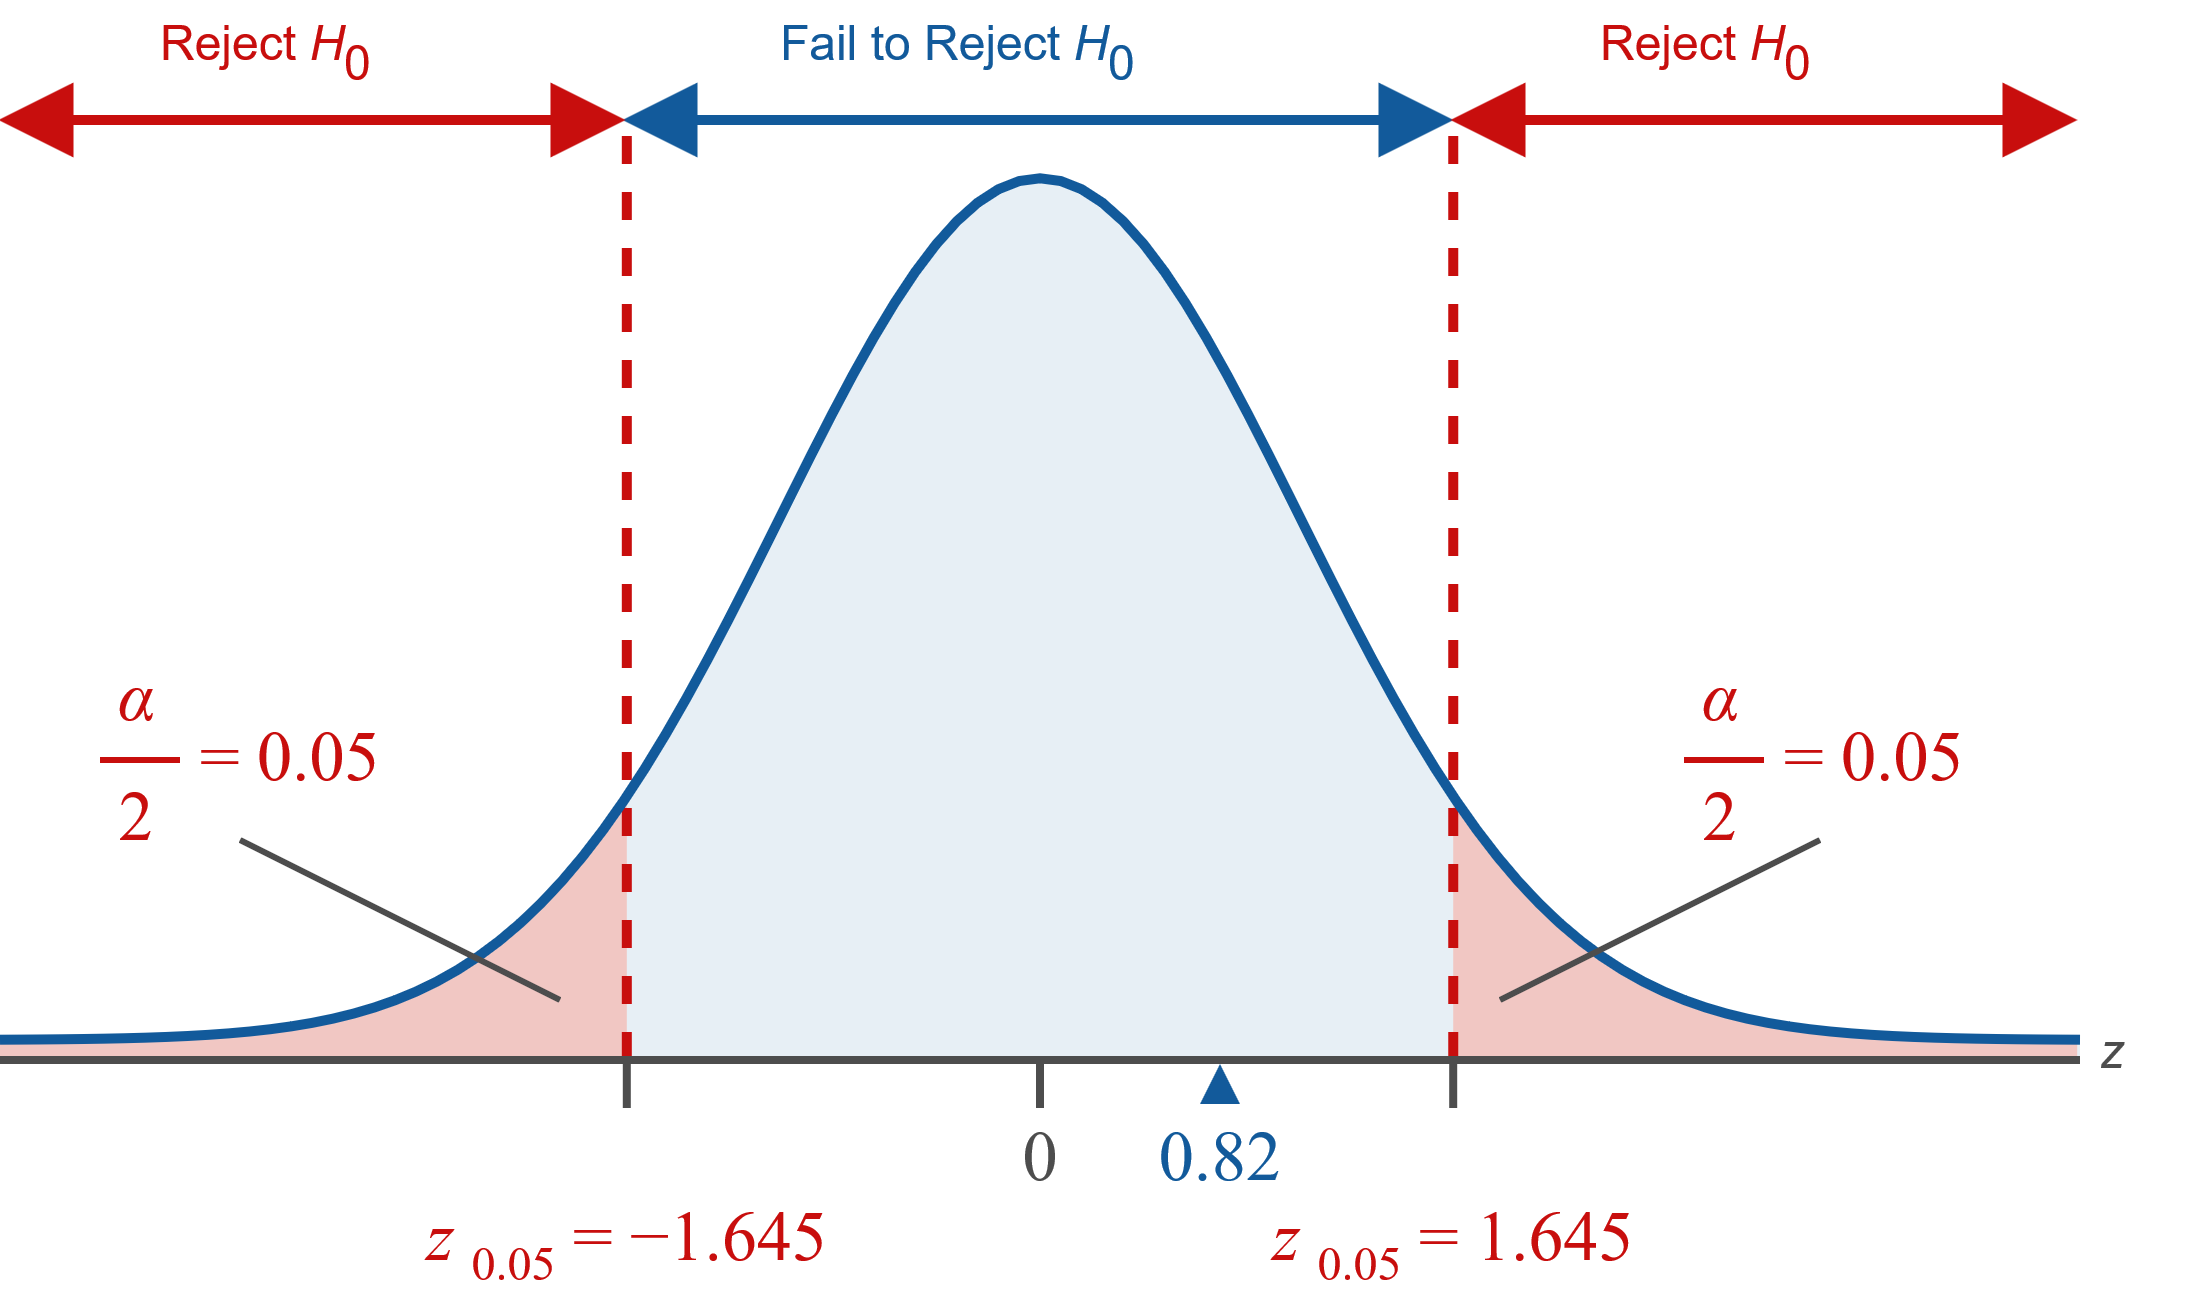 Reject H0
Fail to Reject H0
Reject H0
α
2
= 0.05
α
2
= 0.05
z
0
0.82
z 0.05 = −1.645
z 0.05 = 1.645